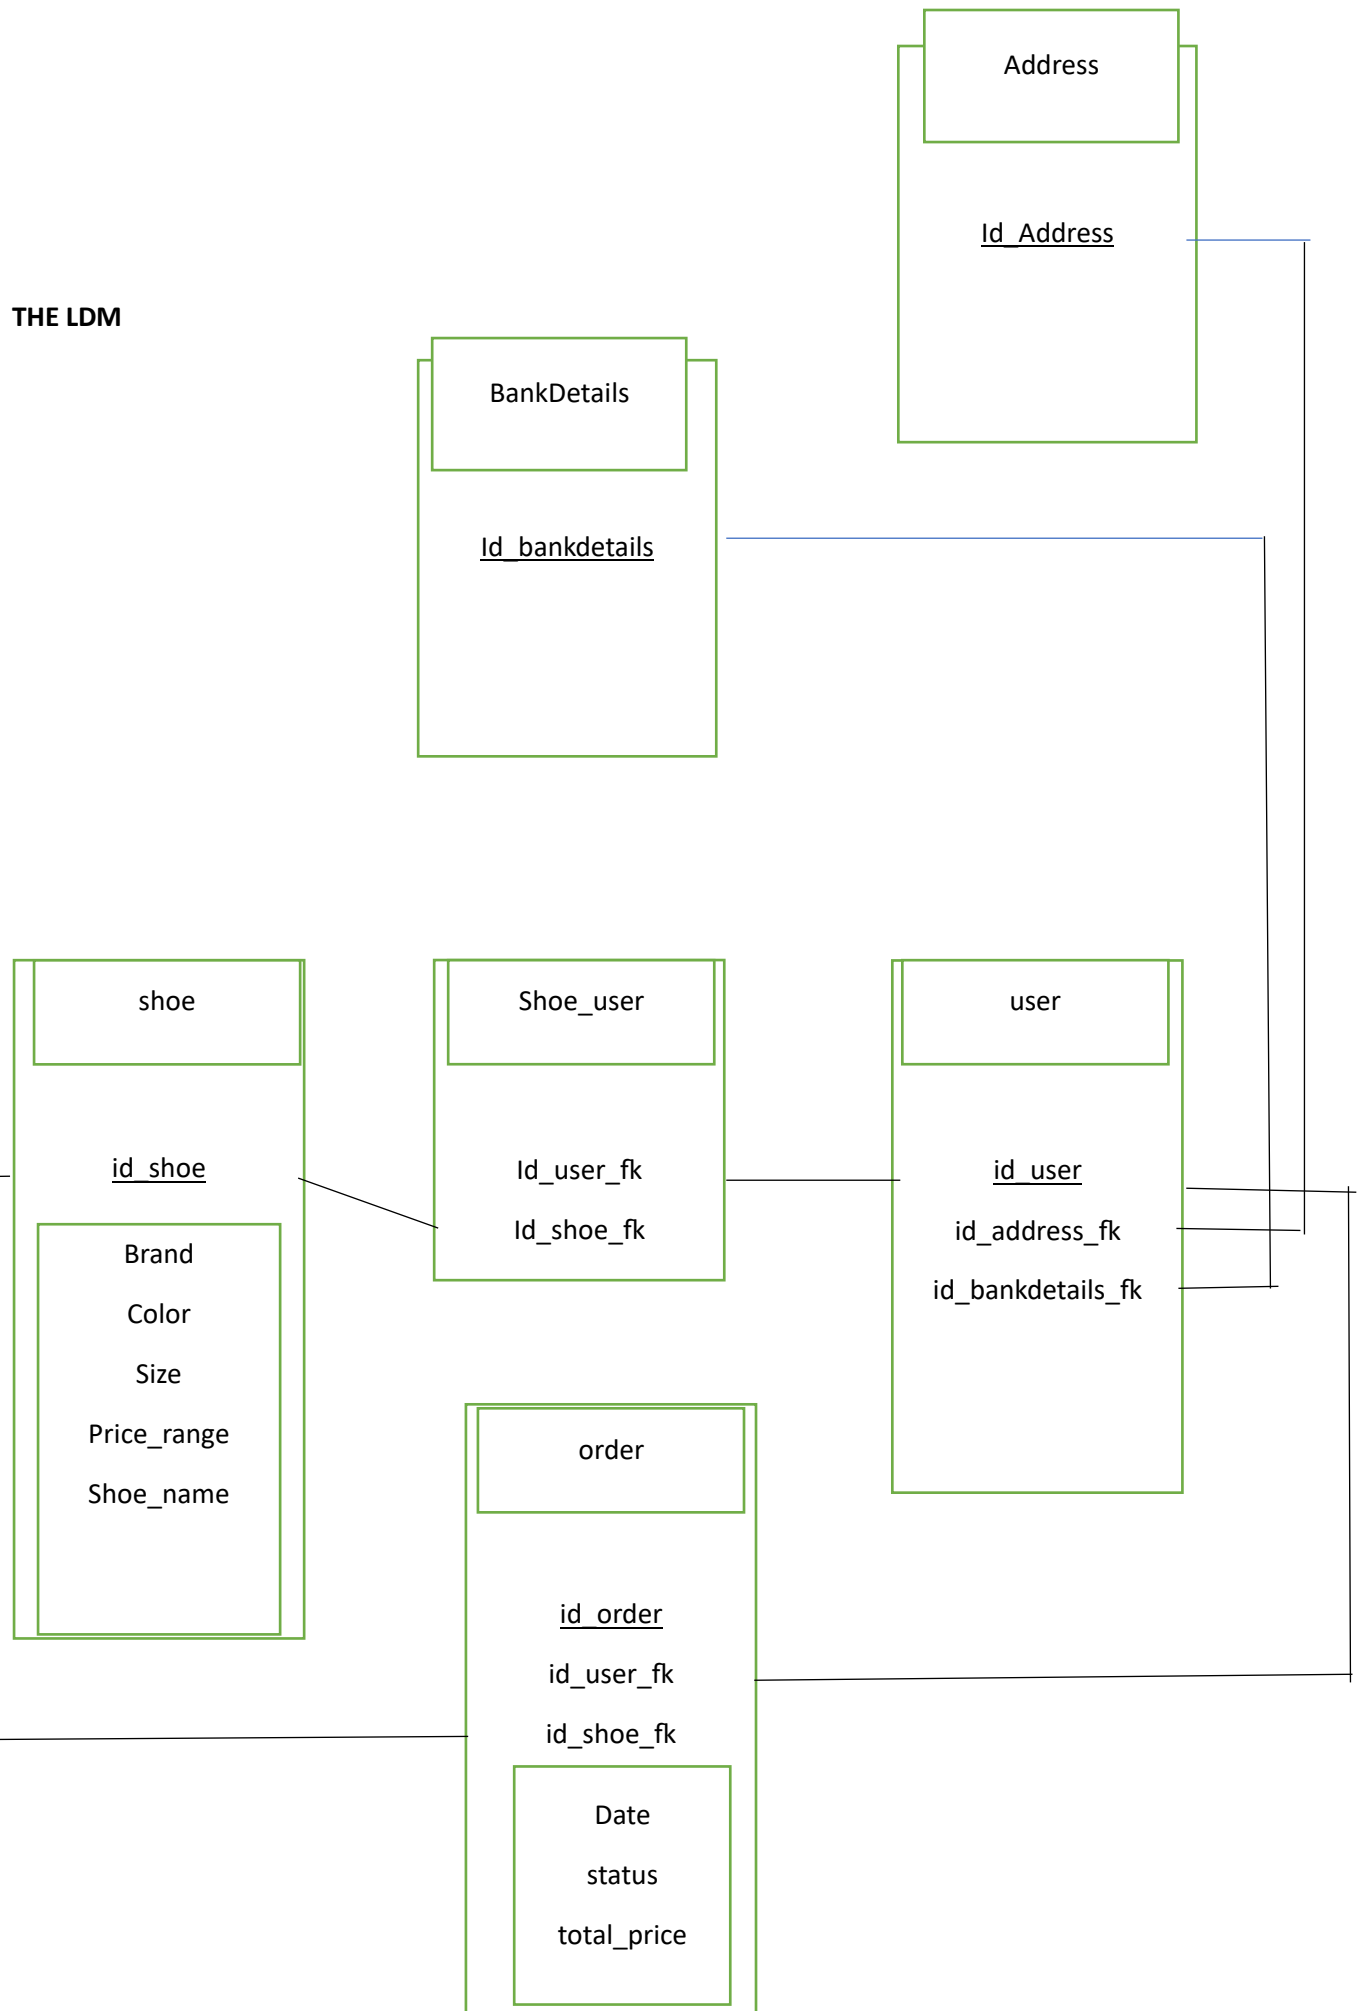 Address
Id_Address
THE LDM
BankDetails
Id_bankdetails
shoe
id_shoe
Brand
Color
Size
Price_range
Shoe_name
Shoe_user
Id_user_fk
Id_shoe_fk
user
id_user
id_address_fk
id_bankdetails_fk
order
id_order
id_user_fk
id_shoe_fk
Date
status
total_price